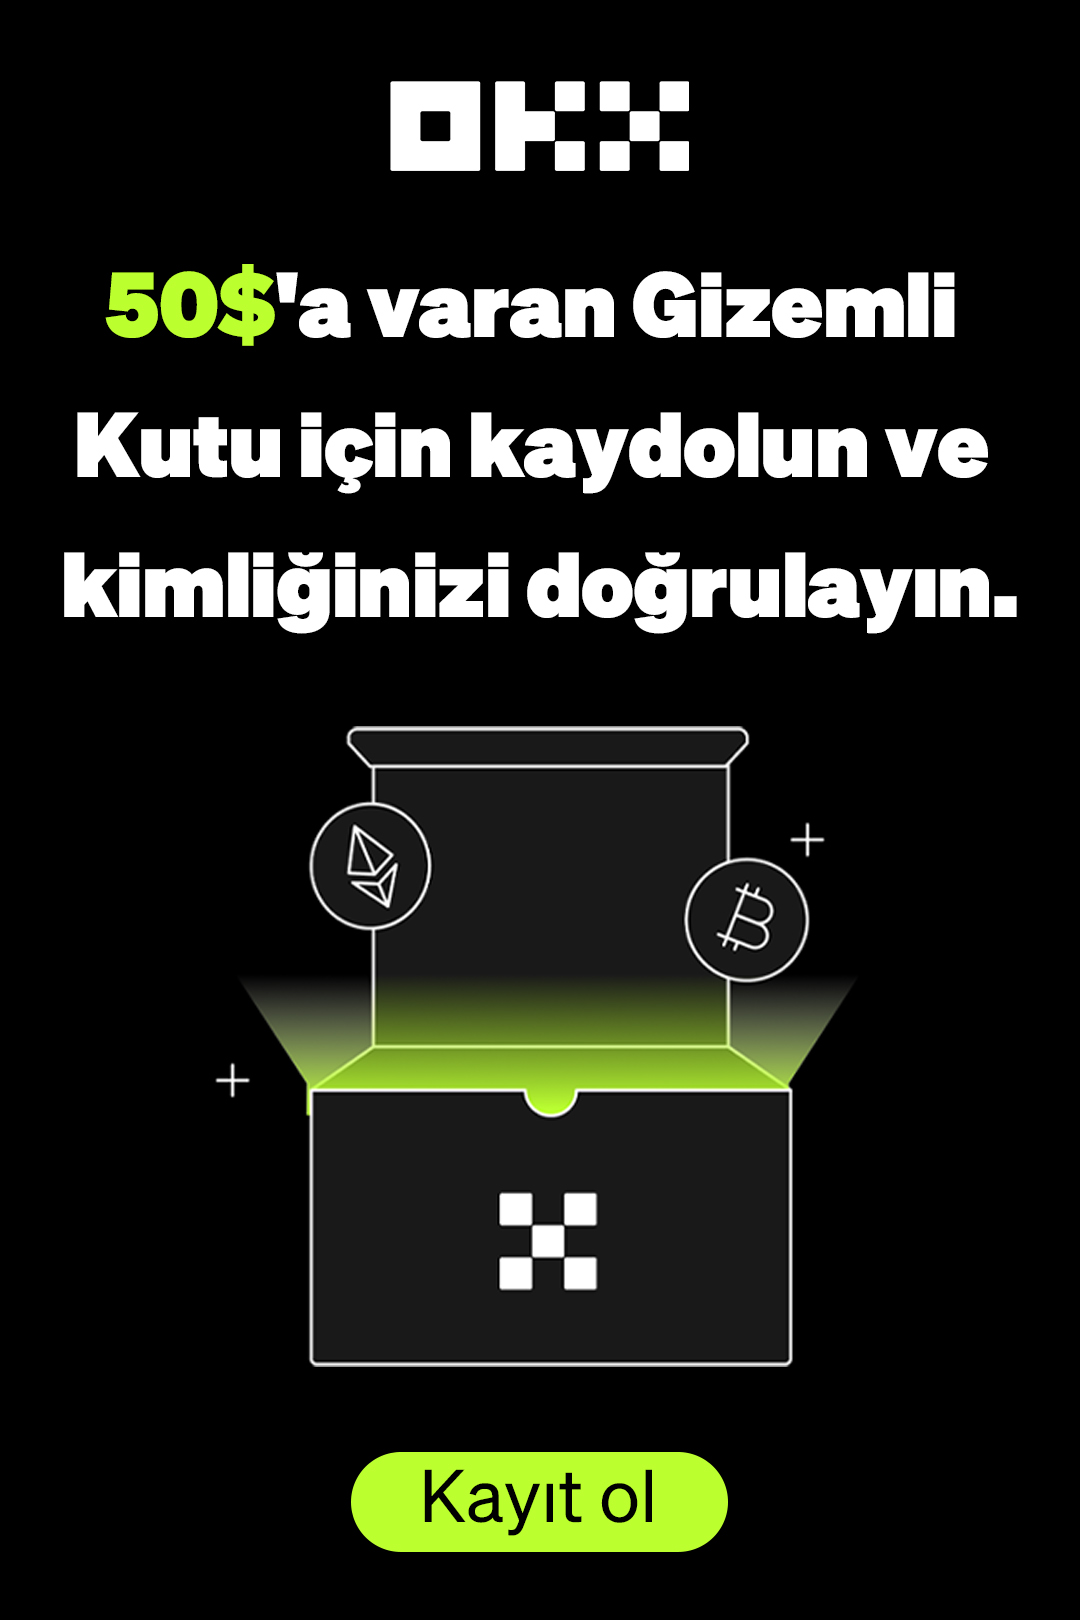 OKX
50$'a varan Gizemli
Kutu için kaydolun ve
kimliğinizi doğrulayın.
Kayıt ol